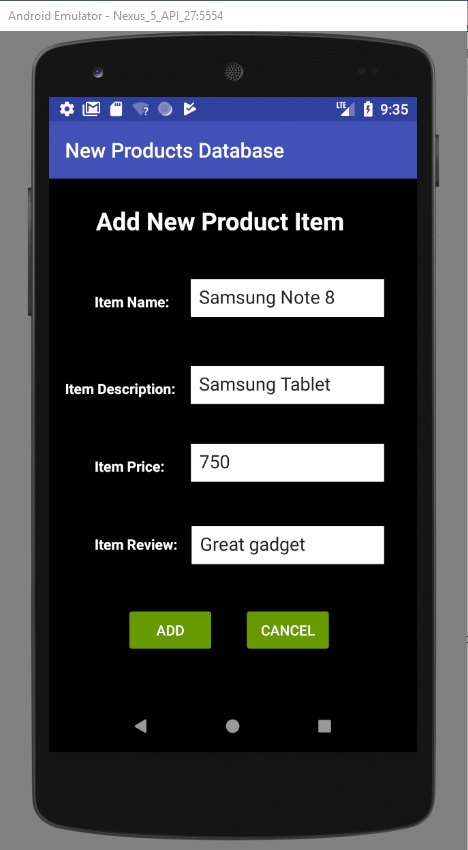 Android Emulator - Nexus_5_API_27:5554
LTE 9:35
New Products Database
Add New Product Item
Item Name: Samsung Note 8
Item Description: Samsung Tablet
Item Price: 750
Item Review: Great gadget
ADD CANCEL